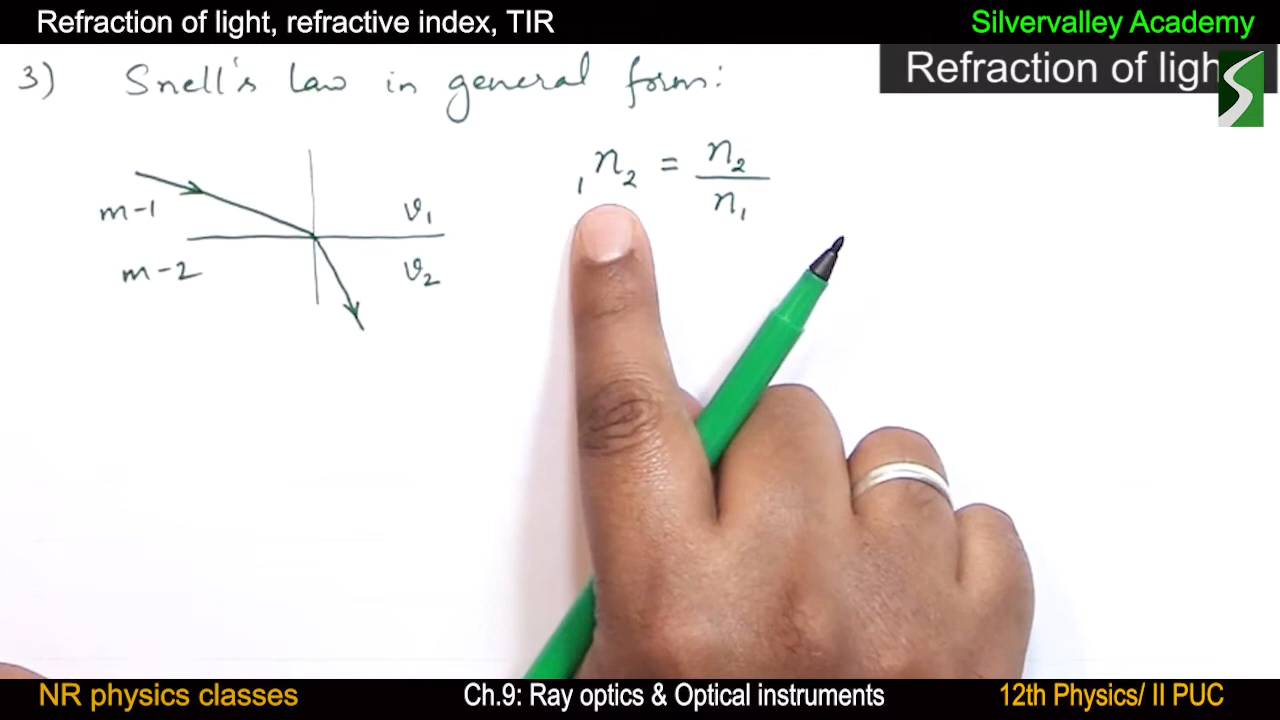 Refraction of light, refractive index, TIR
Silvervalley Academy
Refraction of ligh
3) Snell's law in general form:
₁n₂ = n₂/n₁
m-1 v₁
m-2 v₂
NR physics classes
Ch.9: Ray optics & Optical instruments
12th Physics/ II PUC